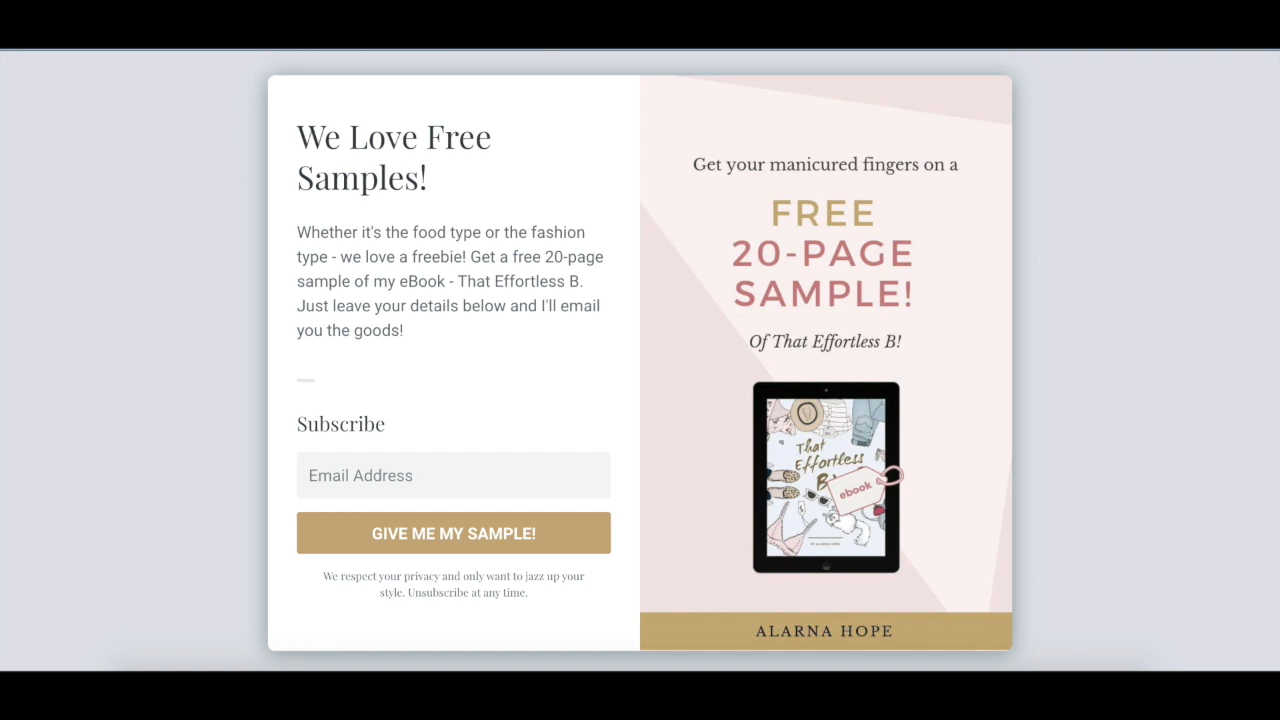 We Love Free
Samples!
Whether it's the food type or the fashion
type - we love a freebie! Get a free 20-page
sample of my eBook - That Effortless B.
Just leave your details below and I'll email
you the goods!
Subscribe
Email Address
GIVE ME MY SAMPLE!
We respect your privacy and only want to jazz up your
style. Unsubscribe at any time.
Get your manicured fingers on a
FREE
20-PAGE
SAMPLE!
Of That Effortless B!
That
Effortless
B
ebook
BY ALARNA HOPE
ALARNA HOPE